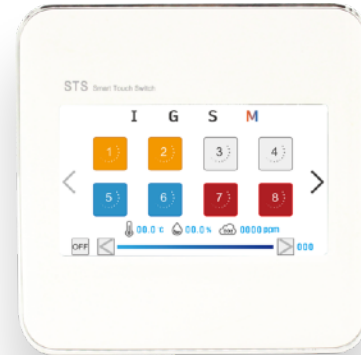 STS Smart Touch Switch
I G S M
1 2 3 4
5 6 7 8
00.0 c 00.0 % 0000 ppm
OFF 000